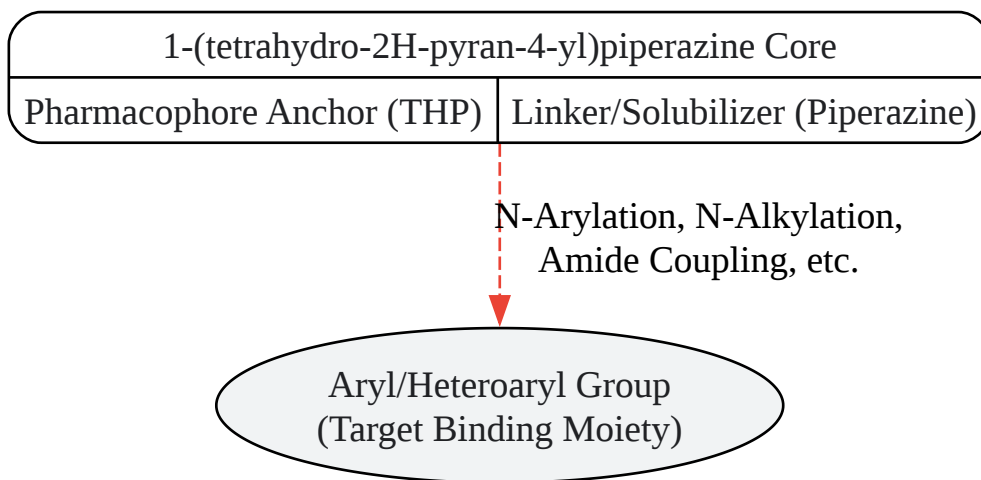 1-(tetrahydro-2H-pyran-4-yl)piperazine Core
Pharmacophore Anchor (THP)
Linker/Solubilizer (Piperazine)
N-Arylation, N-Alkylation,
Amide Coupling, etc.
Aryl/Heteroaryl Group
(Target Binding Moiety)